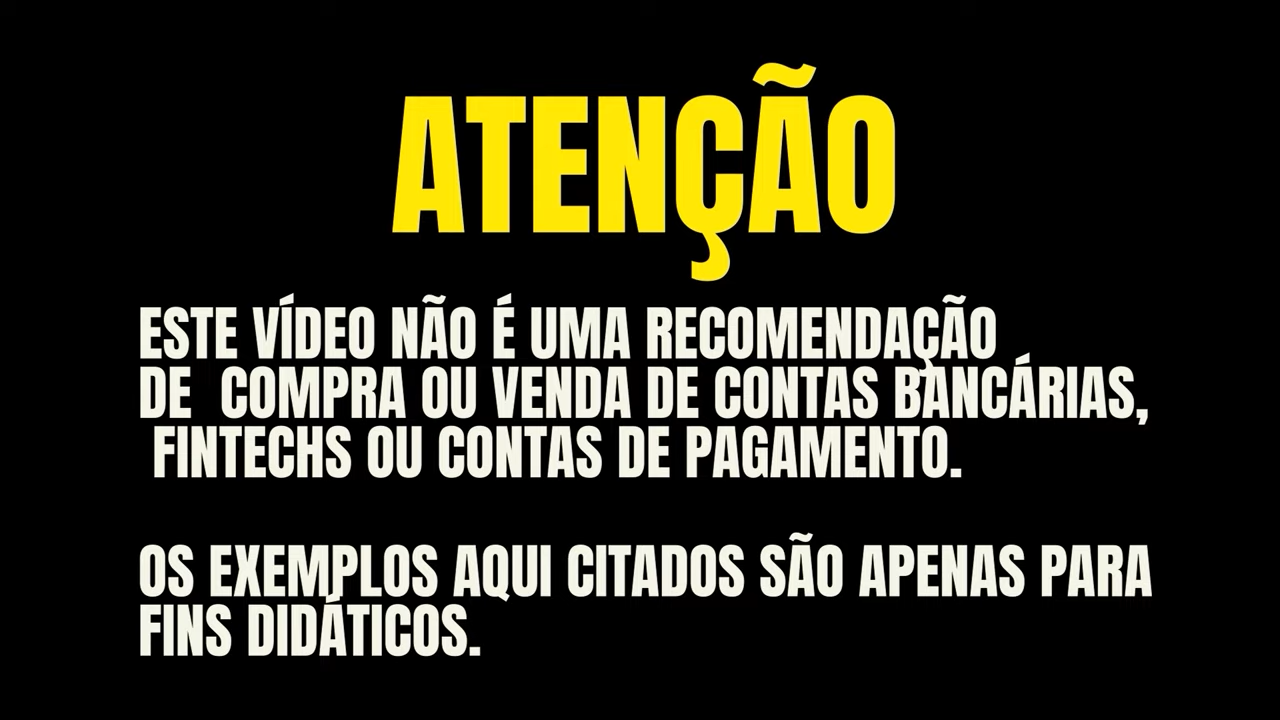 ATENÇÃO
ESTE VÍDEO NÃO É UMA RECOMENDAÇÃO
DE COMPRA OU VENDA DE CONTAS BANCÁRIAS,
FINTECHS OU CONTAS DE PAGAMENTO.
OS EXEMPLOS AQUI CITADOS SÃO APENAS PARA
FINS DIDÁTICOS.